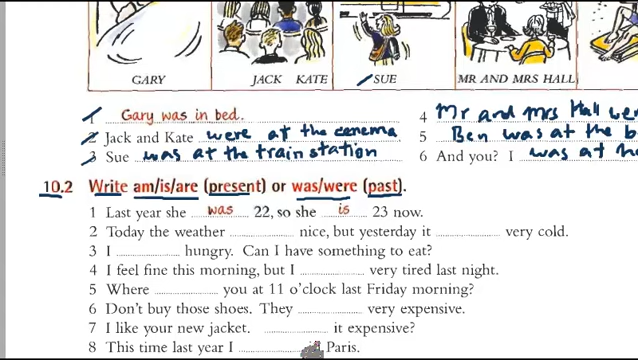 GARY
JACK KATE
SUE
MR AND MRS HALL
1 Gary was in bed.
2 Jack and Kate were at the cenema
3 Sue was at the train station
4 Mr and mrs Hall
5 Ben was at the
6 And you? I was at
10.2 Write am/is/are (present) or was/were (past).
1 Last year she was 22, so she is 23 now.
2 Today the weather ............ nice, but yesterday it ............ very cold.
3 I ............ hungry. Can I have something to eat?
4 I feel fine this morning, but I ............ very tired last night.
5 Where ............ you at 11 o'clock last Friday morning?
6 Don't buy those shoes. They ............ very expensive.
7 I like your new jacket. ............ it expensive?
8 This time last year I ............ in Paris.